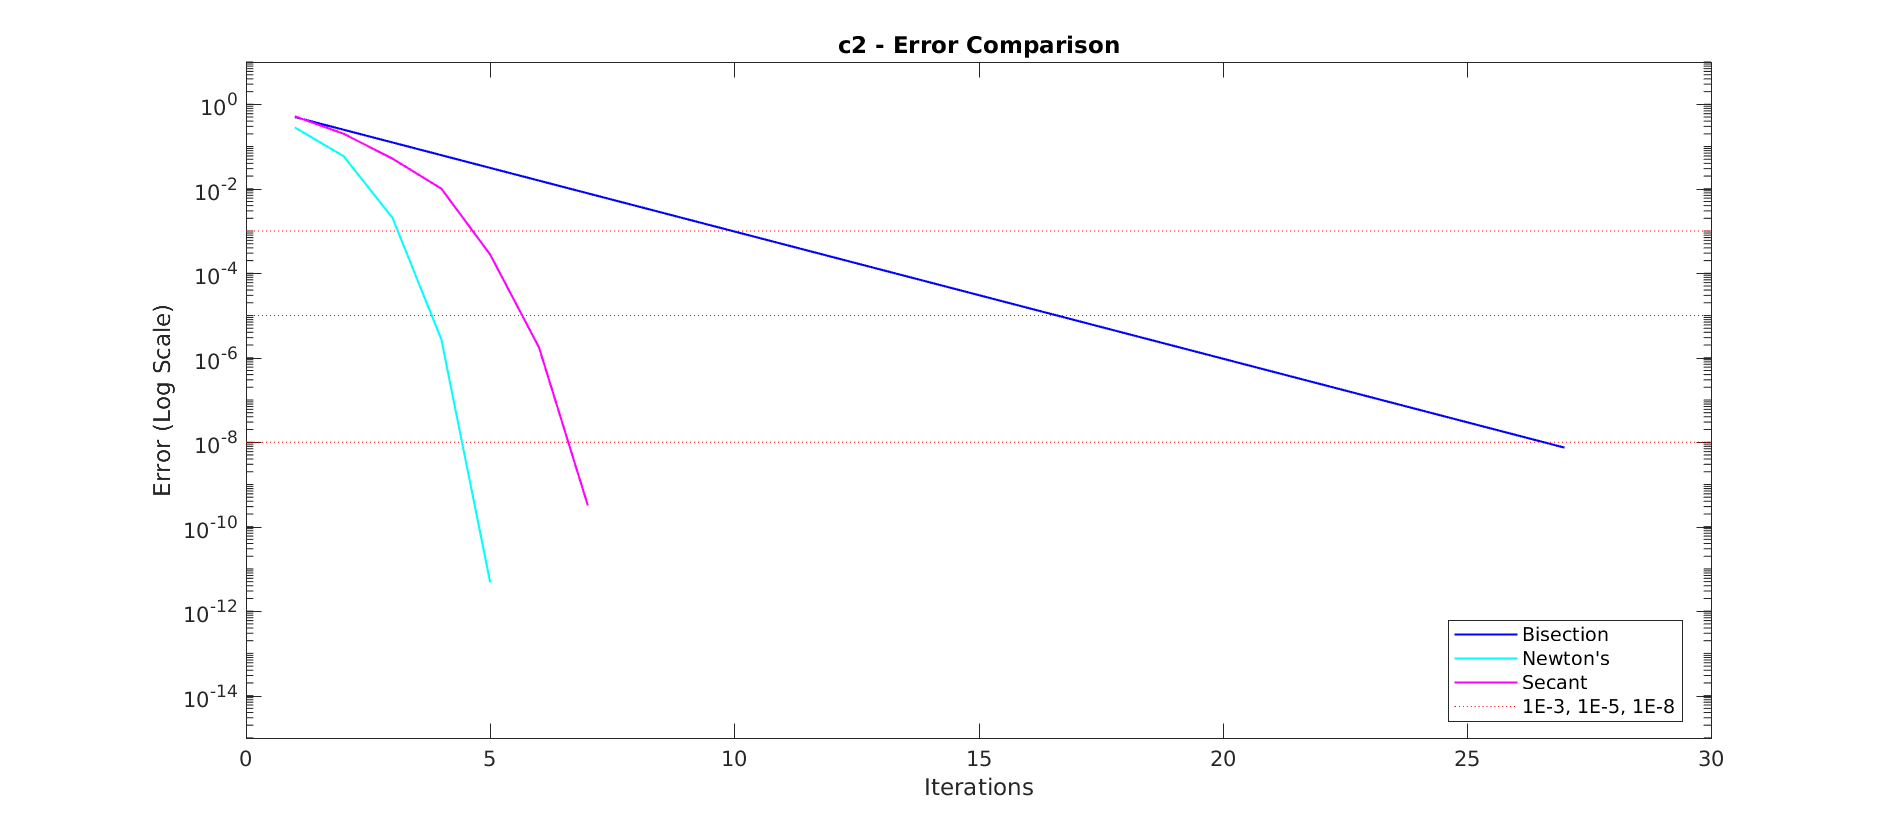 c2 - Error Comparison
Error (Log Scale)
10^0
10^-2
10^-4
10^-6
10^-8
10^-10
10^-12
10^-14
0 5 10 15 20 25 30
Iterations
Bisection
Newton's
Secant
1E-3, 1E-5, 1E-8